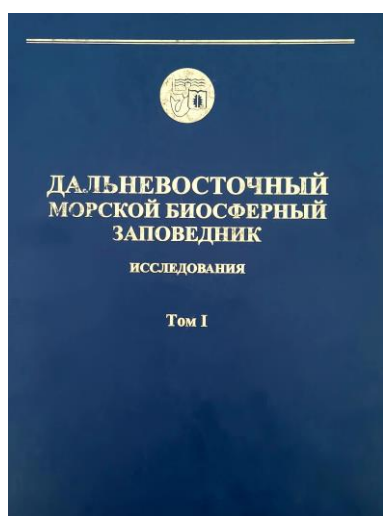 ДАЛЬНЕВОСТОЧНЫЙ
МОРСКОЙ БИОСФЕРНЫЙ
ЗАПОВЕДНИК
ИССЛЕДОВАНИЯ
Том I